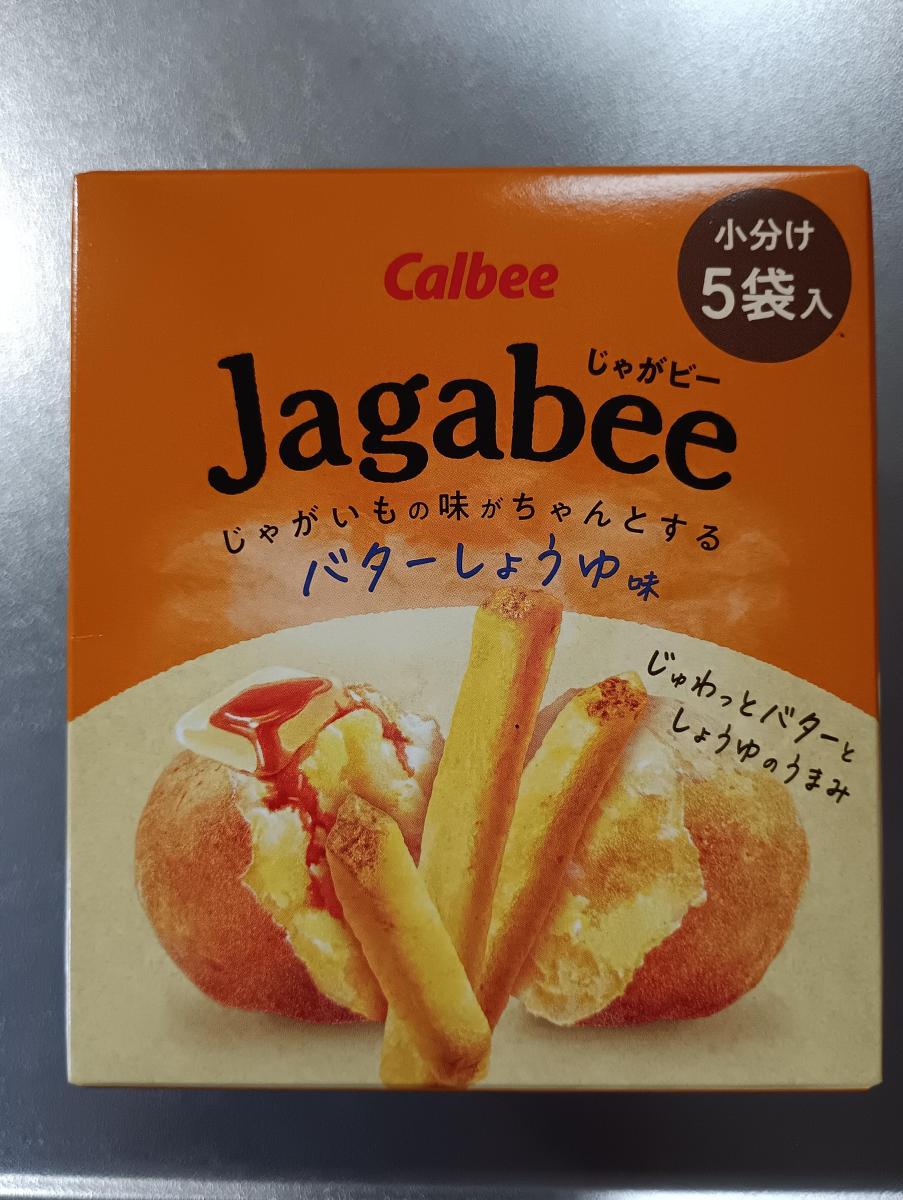 小分け
5袋入
Calbee
じゃがビー
Jagabee
じゃがいもの味がちゃんとする
バターしょうゆ味
じゅわっとバターと
しょうゆのうまみ